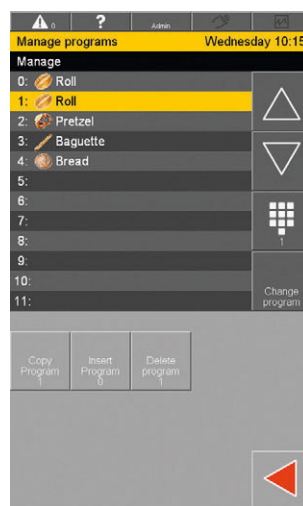 0 ? Admin
Manage programs Wednesday 10:15
Manage
0: Roll
1: Roll
2: Pretzel
3: Baguette
4: Bread
5:
6:
7:
8:
1
9:
10:
11:
Change
program
Copy
Program
1
Insert
Program
0
Delete
program
1